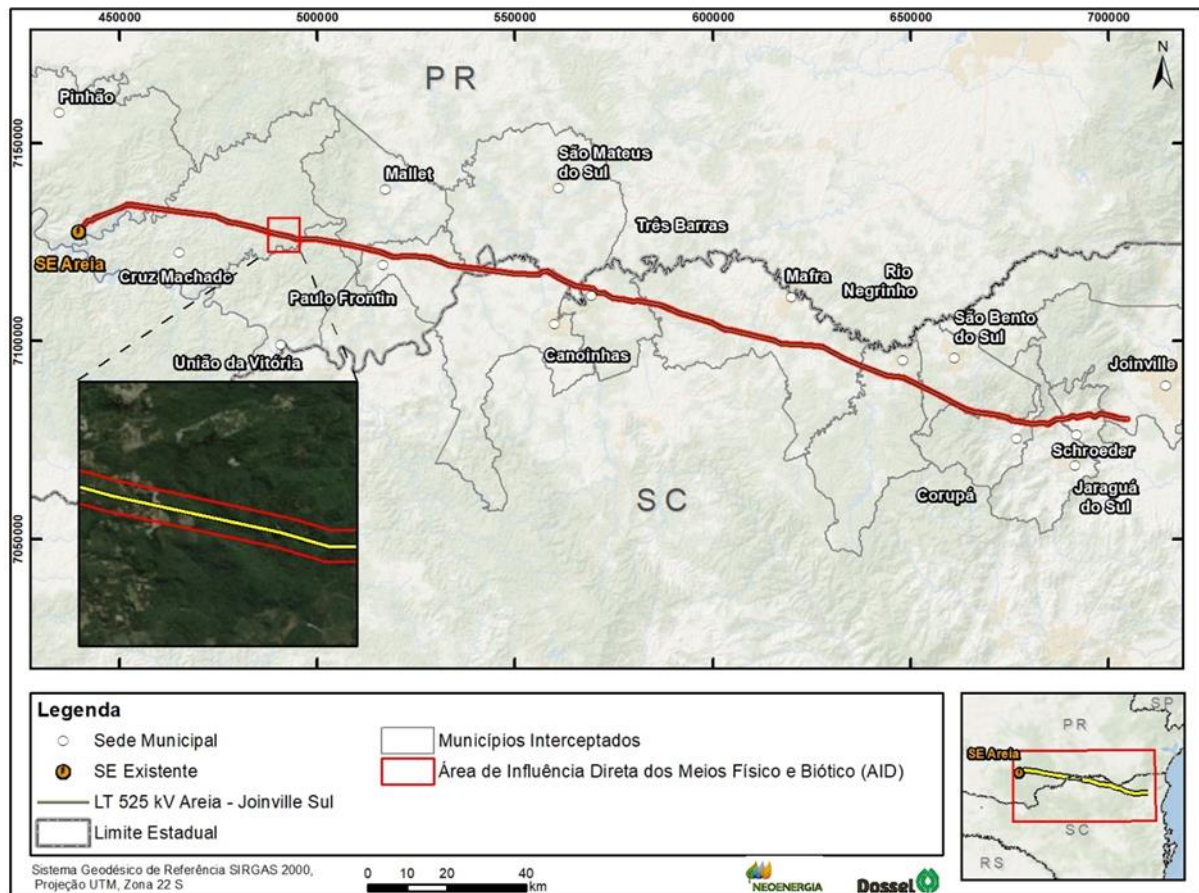 450000 500000 550000 600000 650000 700000
N
PR
Pinhão
7150000
São Mateus
do Sul
Mallet
Três Barras
SE Areia
Cruz Machado
Mafra
Rio
Negrinho
Paulo Frontin
São Bento
do Sul
7100000
União da Vitória
Canoinhas
Joinville
Schroeder
SC
Corupá
Jaraguá
do Sul
7050000
Legenda
Sede Municipal
SE Existente
LT 525 kV Areia - Joinville Sul
Limite Estadual
Municípios Interceptados
Área de Influência Direta dos Meios Físico e Biótico (AID)
SP
PR
SE Areia
SC
RS
Sistema Geodésico de Referência SIRGAS 2000,
Projeção UTM, Zona 22 S
0 10 20 40
km
NEOENERGIA
Dossel